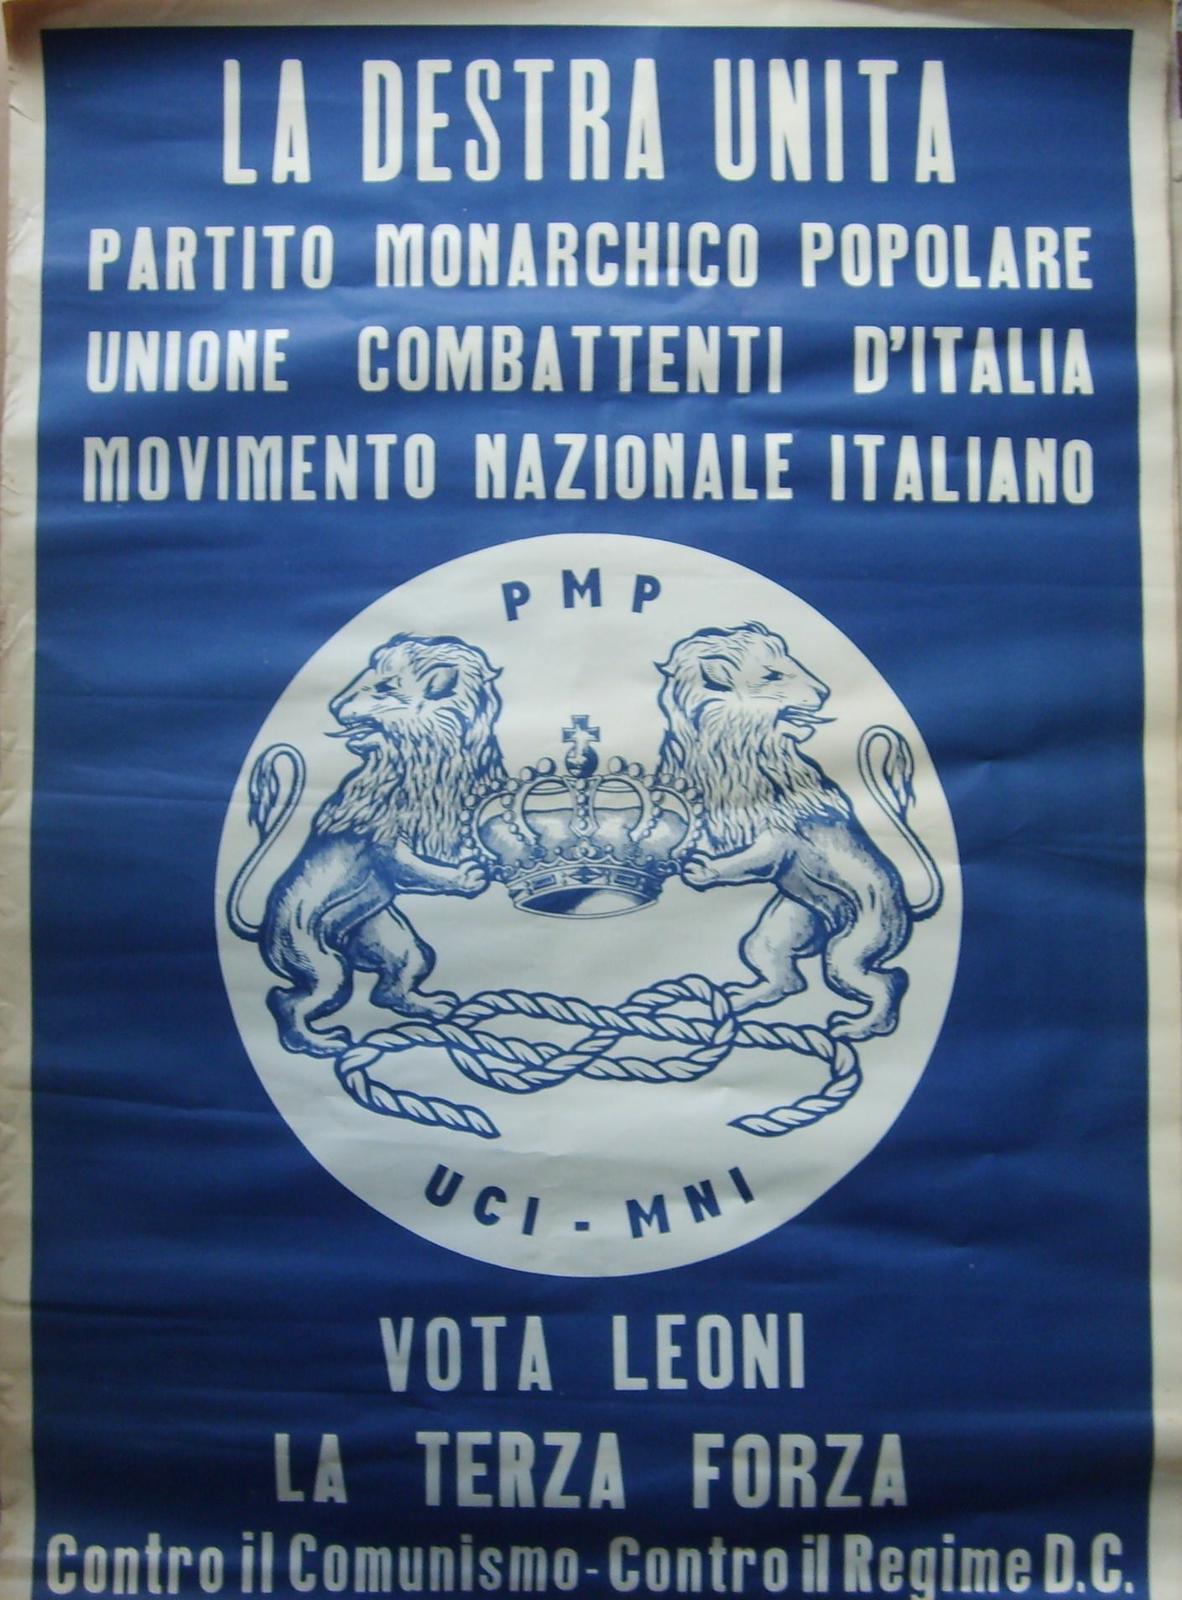 LA DESTRA UNITA
PARTITO MONARCHICO POPOLARE
UNIONE COMBATTENTI D'ITALIA
MOVIMENTO NAZIONALE ITALIANO
PMP
UCI - MNI
VOTA LEONI
LA TERZA FORZA
Contro il Comunismo - Contro il Regime D.C.